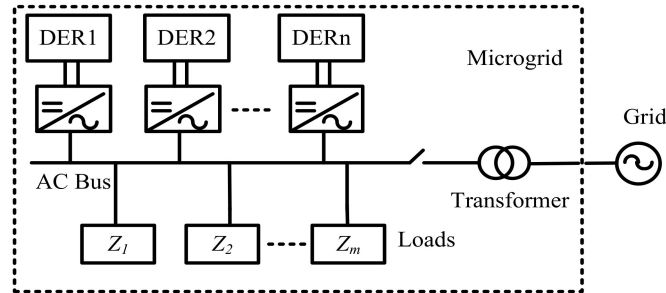 DER1 DER2 DERn
Microgrid
Grid
AC Bus
Transformer
Z1 Z2 Zm Loads